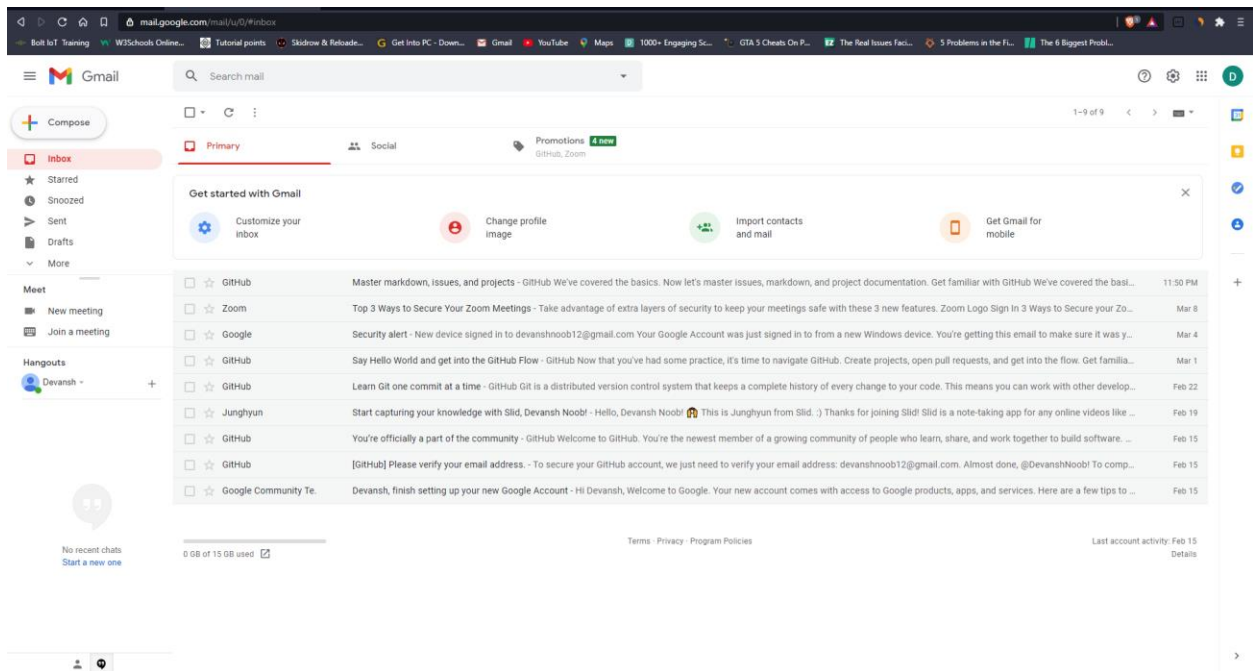 mail.google.com/mail/u/0/#inbox
Bolt IoT Training W3Schools Online... Tutorial points Skidrow & Reloade... Get Into PC - Down... Gmail YouTube Maps 1000+ Engaging Sc... GTA 5 Cheats On P... The Real Issues Faci... 5 Problems in the Fi... The 6 Biggest Probl...
Gmail Search mail D
Compose
1–9 of 9
Primary Social Promotions 4 new
GitHub, Zoom
Inbox
Starred
Snoozed
Sent
Drafts
More
Get started with Gmail
Customize your inbox
Change profile image
Import contacts and mail
Get Gmail for mobile
Meet
New meeting
Join a meeting
Hangouts
Devansh
No recent chats
Start a new one
GitHub Master markdown, issues, and projects - GitHub We've covered the basics. Now let's master issues, markdown, and project documentation. Get familiar with GitHub We've covered the basi... 11:50 PM
Zoom Top 3 Ways to Secure Your Zoom Meetings - Take advantage of extra layers of security to keep your meetings safe with these 3 new features. Zoom Logo Sign In 3 Ways to Secure your Zo... Mar 8
Google Security alert - New device signed in to devanshnoob12@gmail.com Your Google Account was just signed in to from a new Windows device. You're getting this email to make sure it was y... Mar 4
GitHub Say Hello World and get into the GitHub Flow - GitHub Now that you've had some practice, it's time to navigate GitHub. Create projects, open pull requests, and get into the flow. Get familia... Mar 1
GitHub Learn Git one commit at a time - GitHub Git is a distributed version control system that keeps a complete history of every change to your code. This means you can work with other develop... Feb 22
Junghyun Start capturing your knowledge with Slid, Devansh Noob! - Hello, Devansh Noob! This is Junghyun from Slid. :) Thanks for joining Slid! Slid is a note-taking app for any online videos like ... Feb 19
GitHub You're officially a part of the community - GitHub Welcome to GitHub. You're the newest member of a growing community of people who learn, share, and work together to build software. ... Feb 15
GitHub [GitHub] Please verify your email address. - To secure your GitHub account, we just need to verify your email address: devanshnoob12@gmail.com. Almost done, @DevanshNoob! To comp... Feb 15
Google Community Te. Devansh, finish setting up your new Google Account - Hi Devansh, Welcome to Google. Your new account comes with access to Google products, apps, and services. Here are a few tips to ... Feb 15
0 GB of 15 GB used
Terms · Privacy · Program Policies
Last account activity: Feb 15
Details